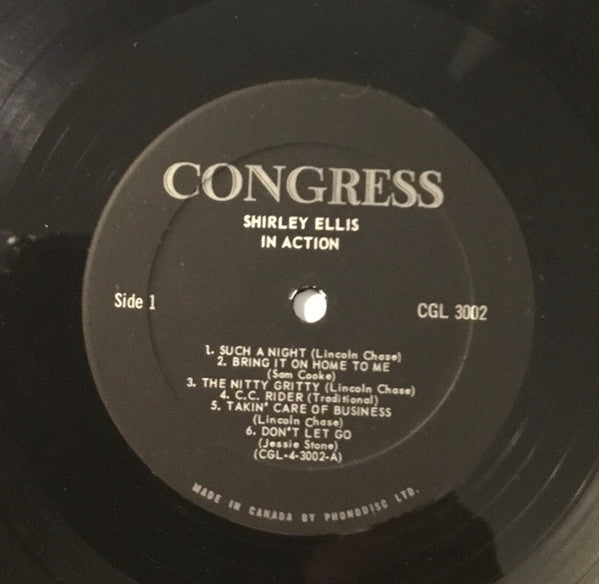 CONGRESS
SHIRLEY ELLIS
IN ACTION
Side 1
CGL 3002
1. SUCH A NIGHT (Lincoln Chase)
2. BRING IT ON HOME TO ME
(Sam Cooke)
3. THE NITTY GRITTY (Lincoln Chase)
4. C.C. RIDER (Traditional)
5. TAKIN' CARE OF BUSINESS
(Lincoln Chase)
6. DON'T LET GO
(Jessie Stone)
(CGL-4-3002-A)
MADE IN CANADA BY PHONODISC LTD.